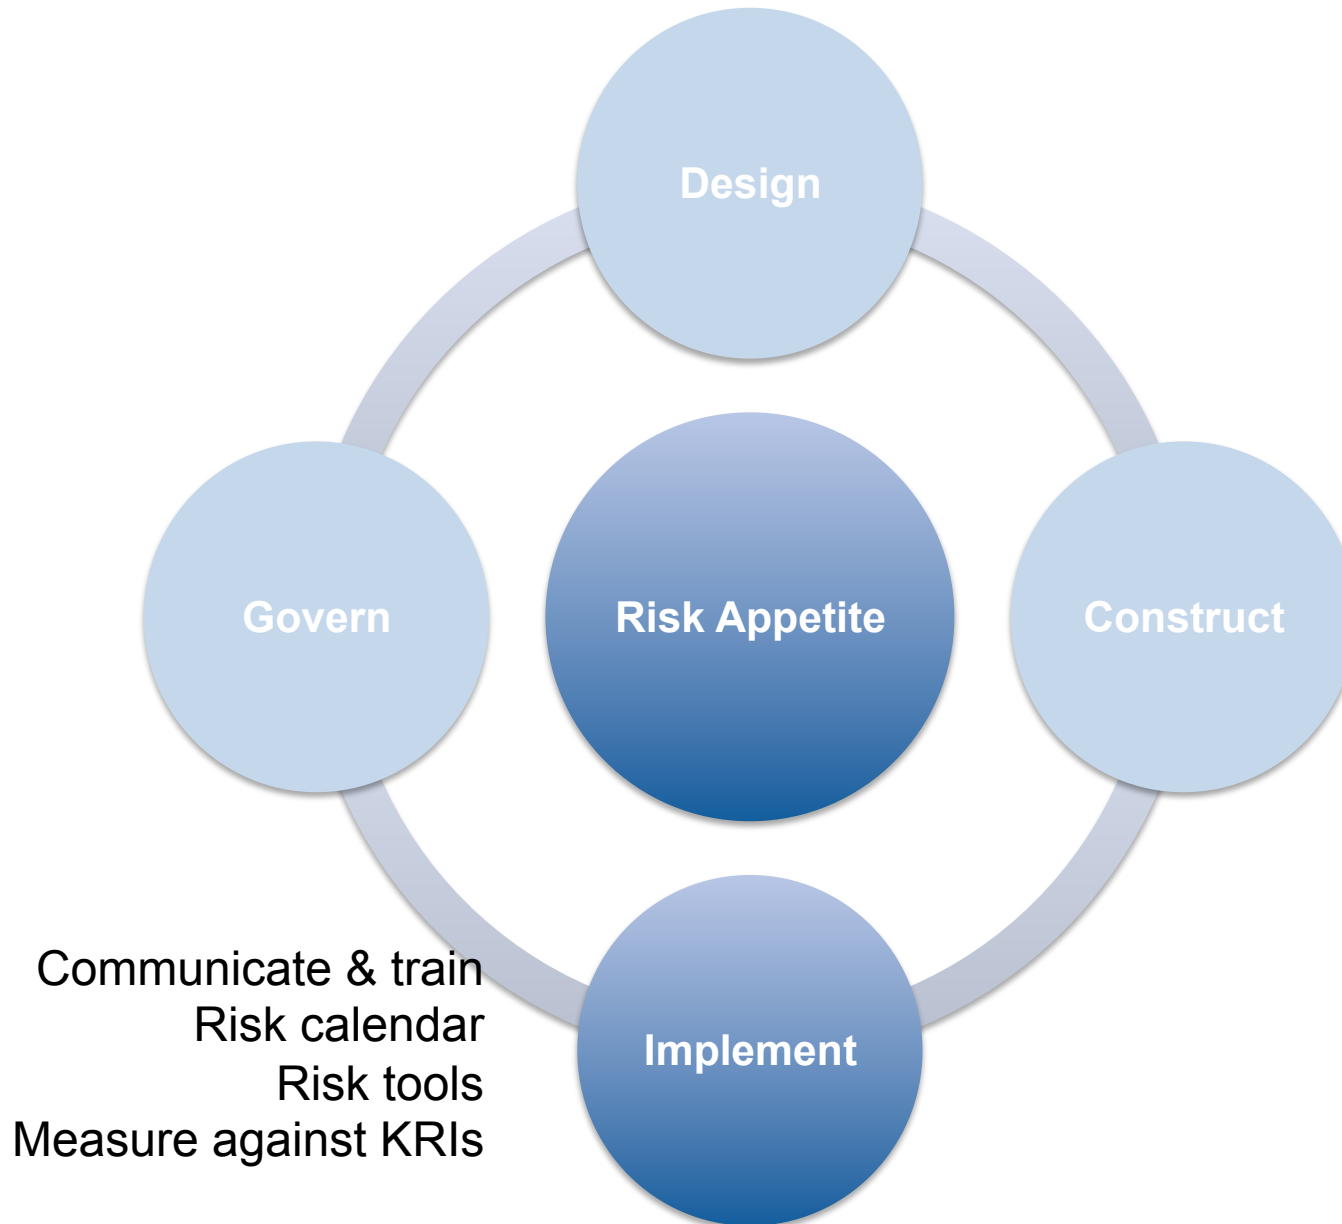 Design
Govern
Risk Appetite
Construct
Communicate & train
Risk calendar
Risk tools
Measure against KRIs
Implement